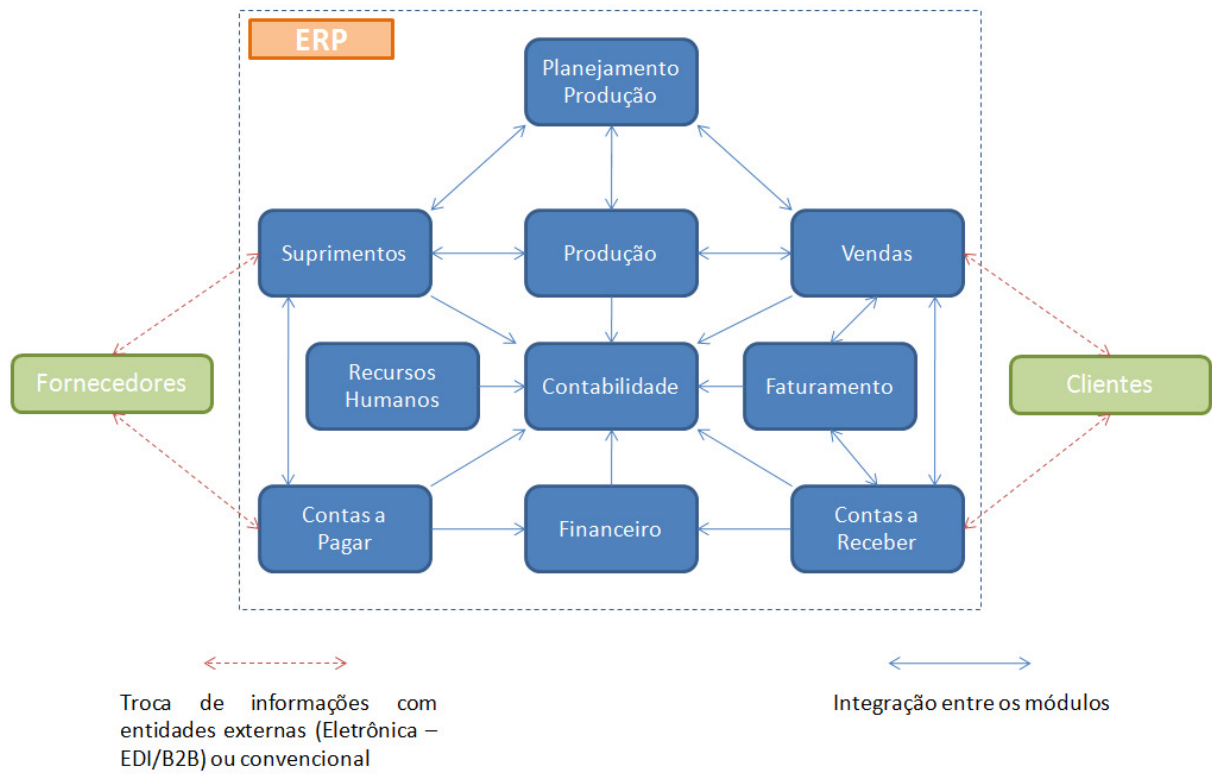 ERP
Planejamento
Produção
Suprimentos
Produção
Vendas
Fornecedores
Recursos
Humanos
Contabilidade
Faturamento
Clientes
Contas a
Pagar
Financeiro
Contas a
Receber
Troca de informações com
entidades externas (Eletrônica –
EDI/B2B) ou convencional
Integração entre os módulos